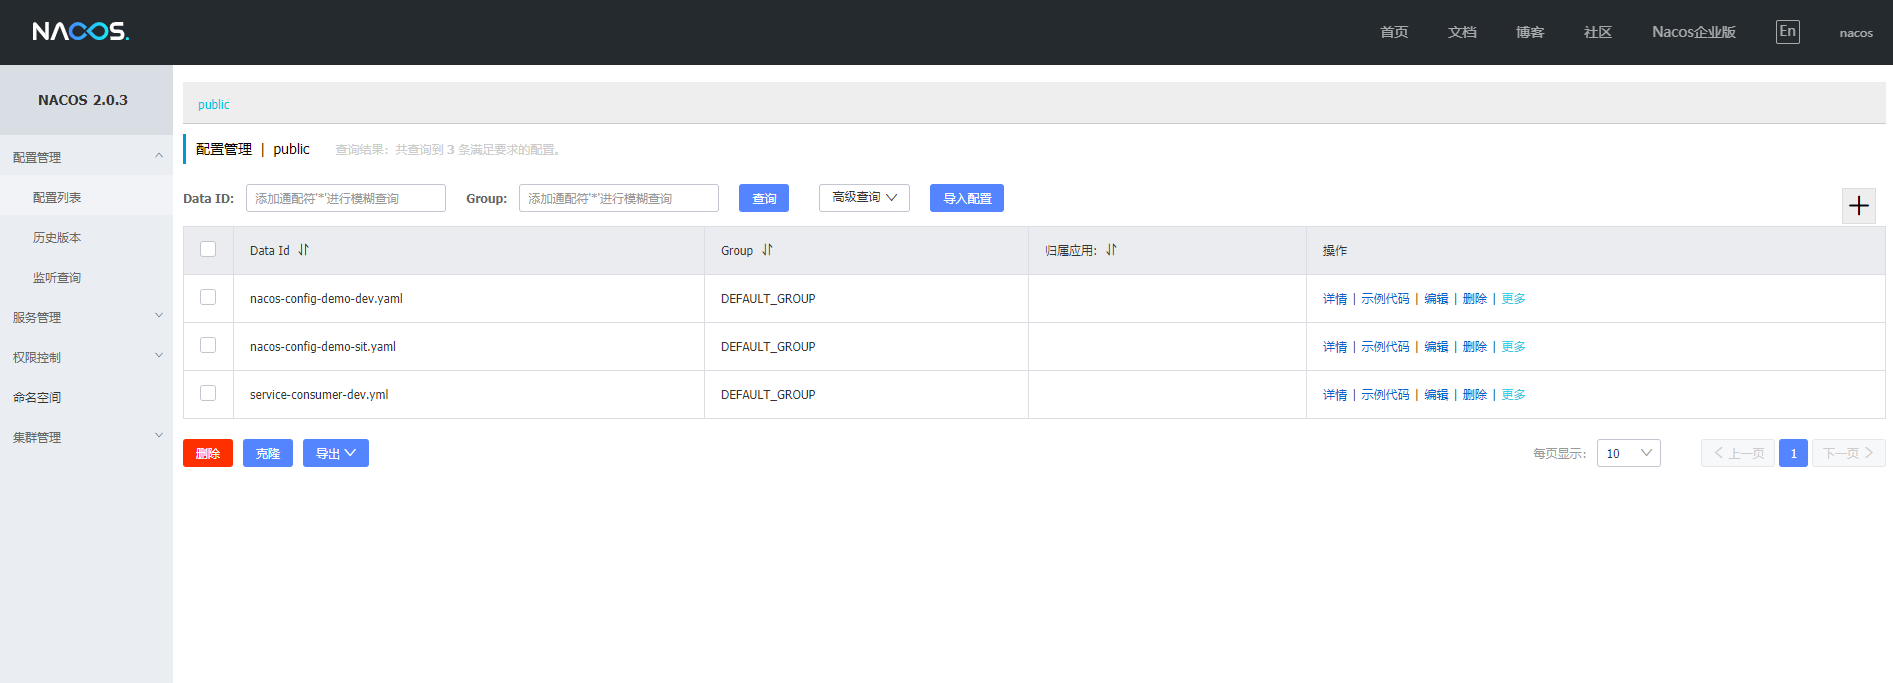 NACOS.
首页 文档 博客 社区 Nacos企业版 En nacos
NACOS 2.0.3
配置管理
配置列表
历史版本
监听查询
服务管理
权限控制
命名空间
集群管理
public
配置管理 | public 查询结果：共查询到 3 条满足要求的配置。
Data ID: 添加通配符'*'进行模糊查询 Group: 添加通配符'*'进行模糊查询 查询 高级查询 导入配置
Data Id Group 归属应用: 操作
nacos-config-demo-dev.yaml DEFAULT_GROUP 详情 | 示例代码 | 编辑 | 删除 | 更多
nacos-config-demo-sit.yaml DEFAULT_GROUP 详情 | 示例代码 | 编辑 | 删除 | 更多
service-consumer-dev.yml DEFAULT_GROUP 详情 | 示例代码 | 编辑 | 删除 | 更多
删除 克隆 导出 每页显示: 10 上一页 1 下一页